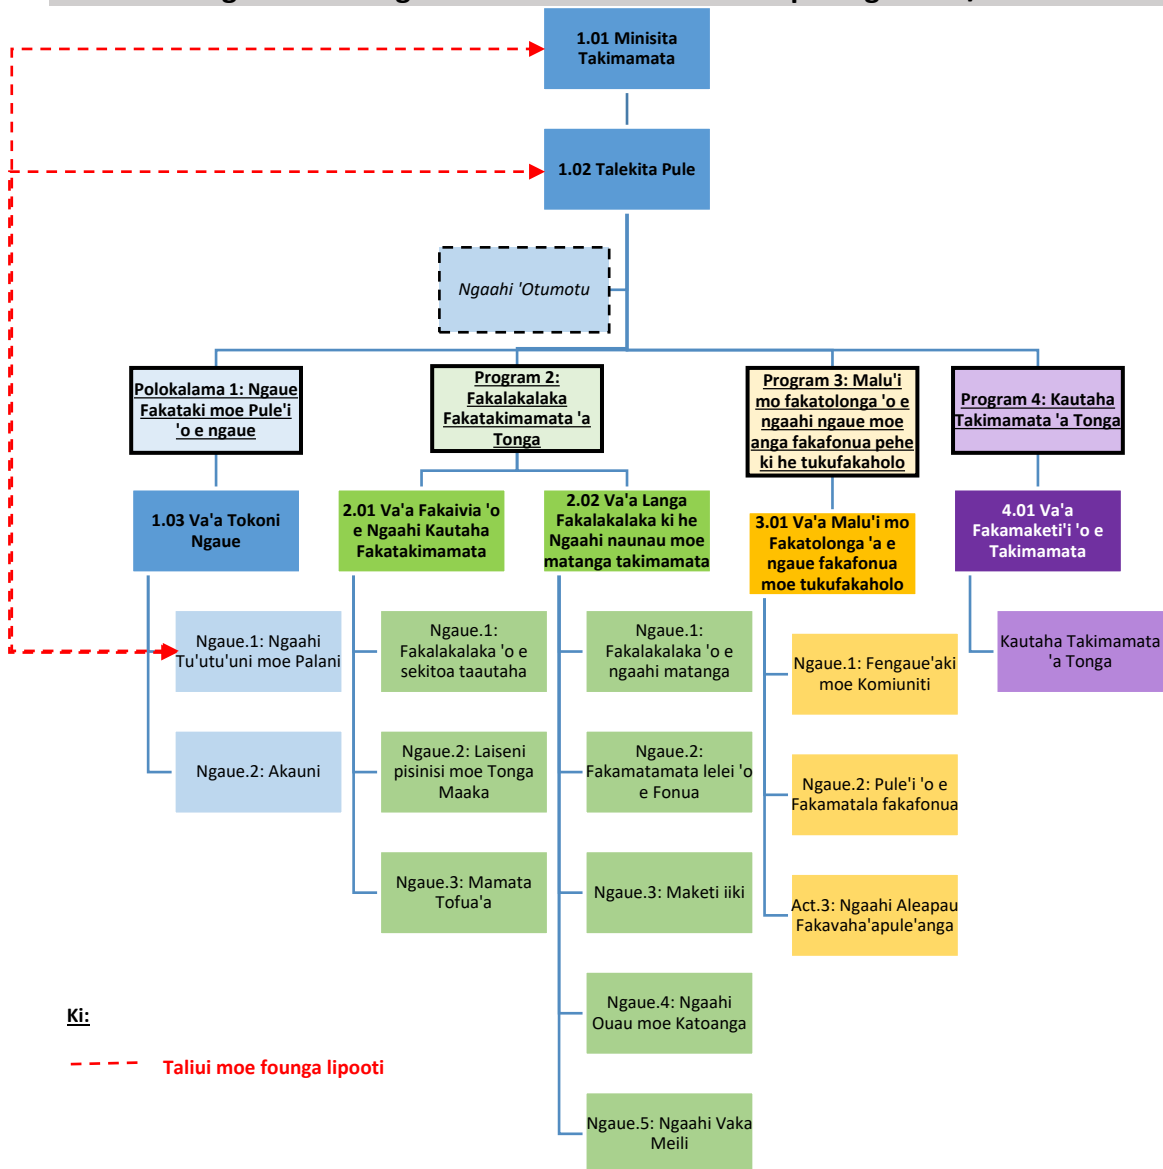 1.01 Minisita
Takimamata
1.02 Talekita Pule
Ngaahi 'Otumotu
Polokalama 1: Ngaue
Fakataki moe Pule'i
'o e ngaue
Program 2:
Fakalakalaka
Fakatakimamata 'a
Tonga
Program 3: Malu'i
mo fakatolonga 'o e
ngaahi ngaue moe
anga fakafonua pehe
ki he tukufakaholo
Program 4: Kautaha
Takimamata 'a Tonga
1.03 Va'a Tokoni
Ngaue
2.01 Va'a Fakaivia 'o
e Ngaahi Kautaha
Fakatakimamata
2.02 Va'a Langa
Fakalakalaka ki he
Ngaahi naunau moe
matanga takimamata
3.01 Va'a Malu'i mo
Fakatolonga 'a e
ngaue fakafonua
moe tukufakaholo
4.01 Va'a
Fakamaketi'i 'o e
Takimamata
Ngaue.1: Ngaahi
Tu'utu'uni moe Palani
Ngaue.2: Akauni
Ngaue.1:
Fakalakalaka 'o e
sekitoa taautaha
Ngaue.2: Laiseni
pisinisi moe Tonga
Maaka
Ngaue.3: Mamata
Tofua'a
Ngaue.1:
Fakalakalaka 'o e
ngaahi matanga
Ngaue.2:
Fakamatamata lelei 'o
e Fonua
Ngaue.3: Maketi iiki
Ngaue.4: Ngaahi
Ouau moe Katoanga
Ngaue.5: Ngaahi Vaka
Meili
Ngaue.1: Fengaue'aki
moe Komiuniti
Ngaue.2: Pule'i 'o e
Fakamatala fakafonua
Act.3: Ngaahi Aleapau
Fakavaha'apule'anga
Kautaha Takimamata
'a Tonga
Ki:
Taliui moe founga lipooti